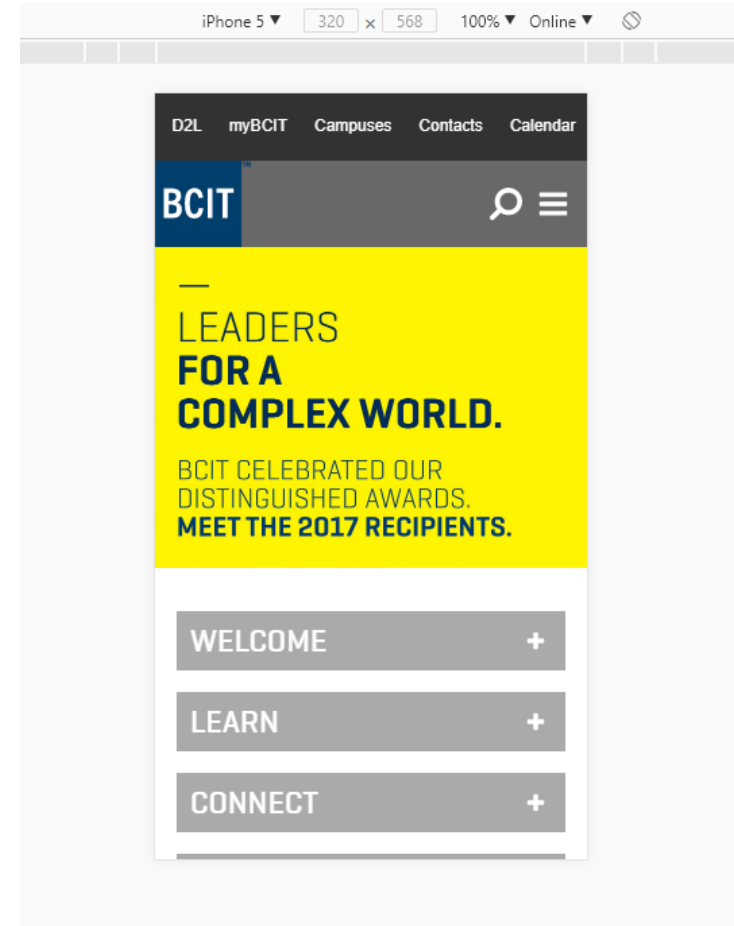 iPhone 5 ▼ 320 x 568 100% ▼ Online ▼
D2L myBCIT Campuses Contacts Calendar
BCIT™
LEADERS
FOR A
COMPLEX WORLD.
BCIT CELEBRATED OUR
DISTINGUISHED AWARDS.
MEET THE 2017 RECIPIENTS.
WELCOME +
LEARN +
CONNECT +